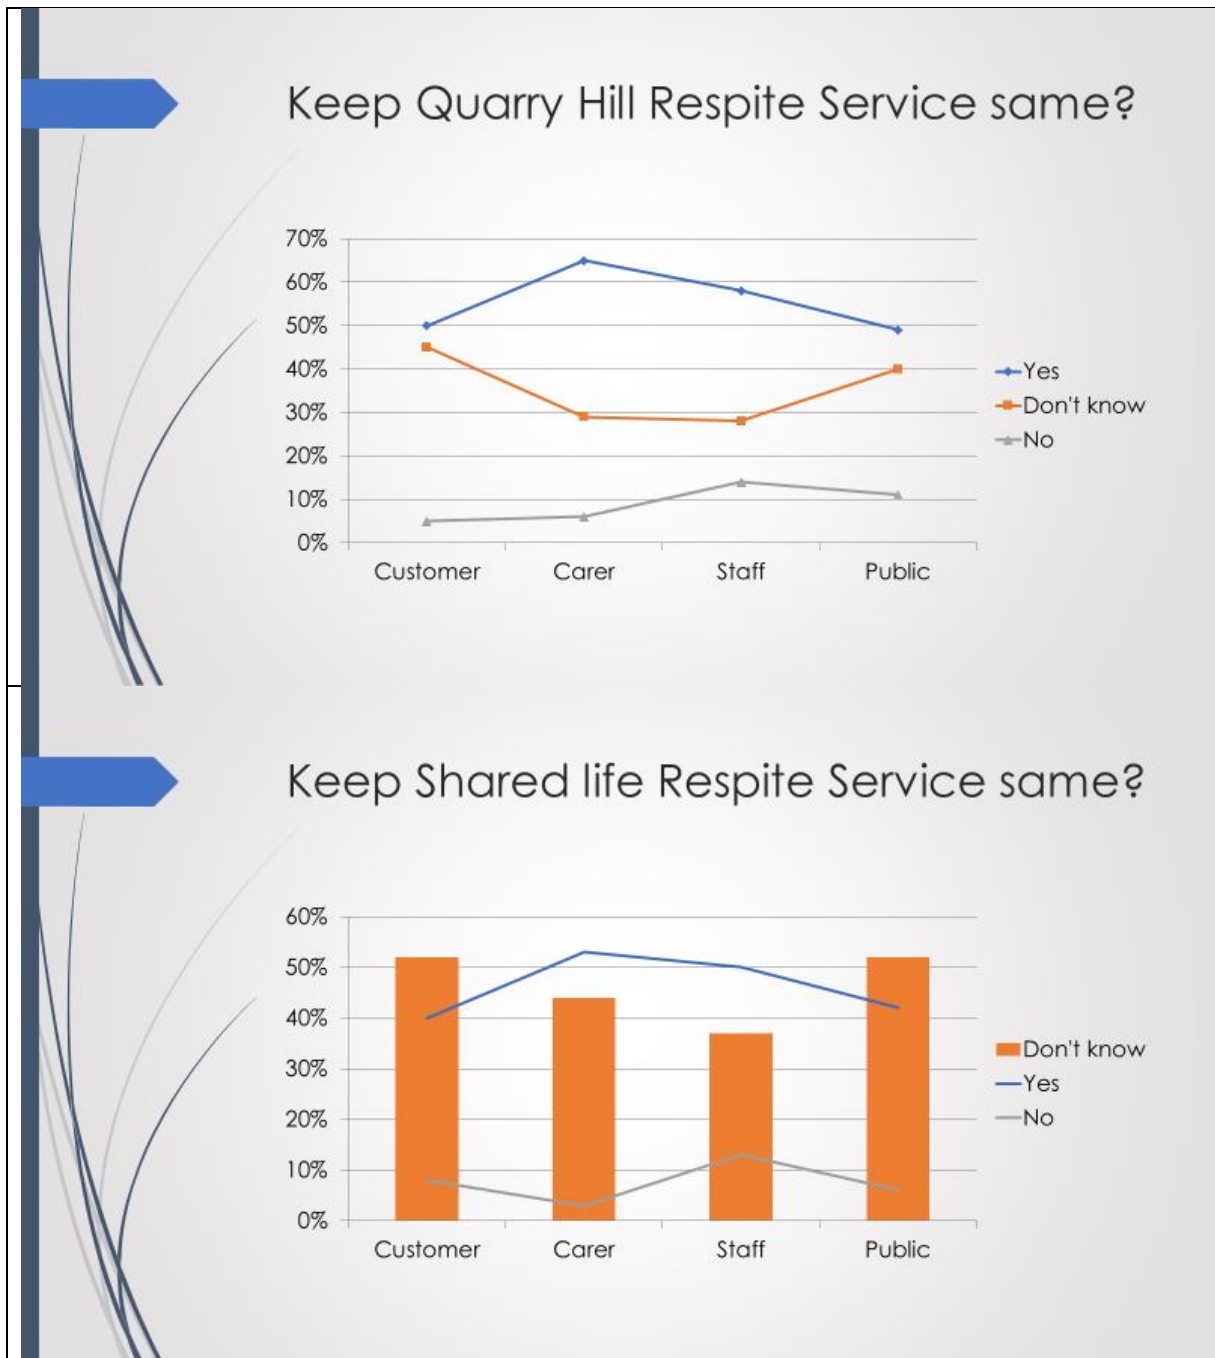 Keep Quarry Hill Respite Service same?
70%
60%
50%
40%
30%
20%
10%
0%
Customer Carer Staff Public
Yes
Don't know
No
Keep Shared life Respite Service same?
60%
50%
40%
30%
20%
10%
0%
Customer Carer Staff Public
Don't know
Yes
No